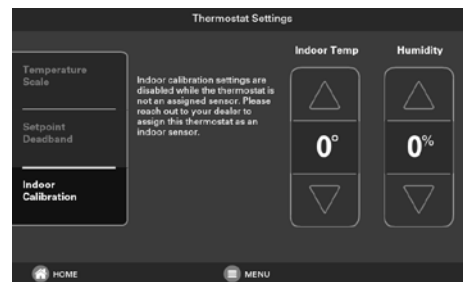 Thermostat Settings
Temperature
Scale
Setpoint
Deadband
Indoor
Calibration
Indoor calibration settings are
disabled while the thermostat is
not an assigned sensor. Please
reach out to your dealer to
assign this thermostat as an
indoor sensor.
Indoor Temp
0°
Humidity
0%
HOME
MENU